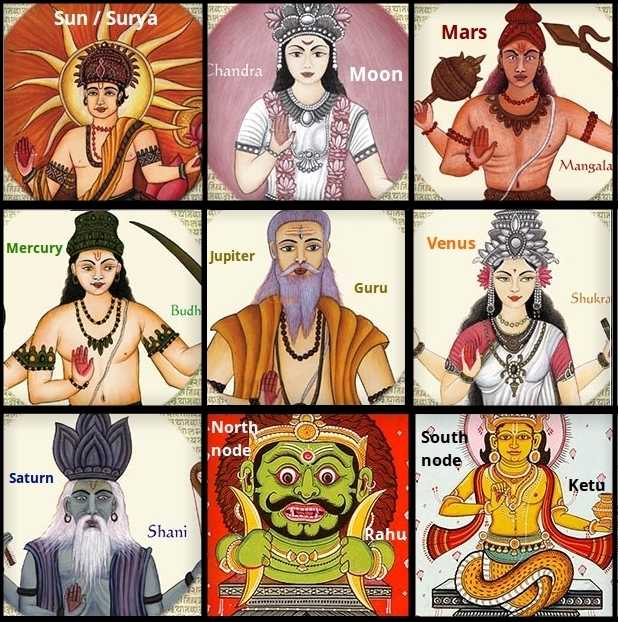 Sun / Surya
Chandra
Moon
Mars
Mangala
Mercury
Budh
Jupiter
Guru
Venus
Shukra
Saturn
Shani
North
node
Rahu
South
node
Ketu